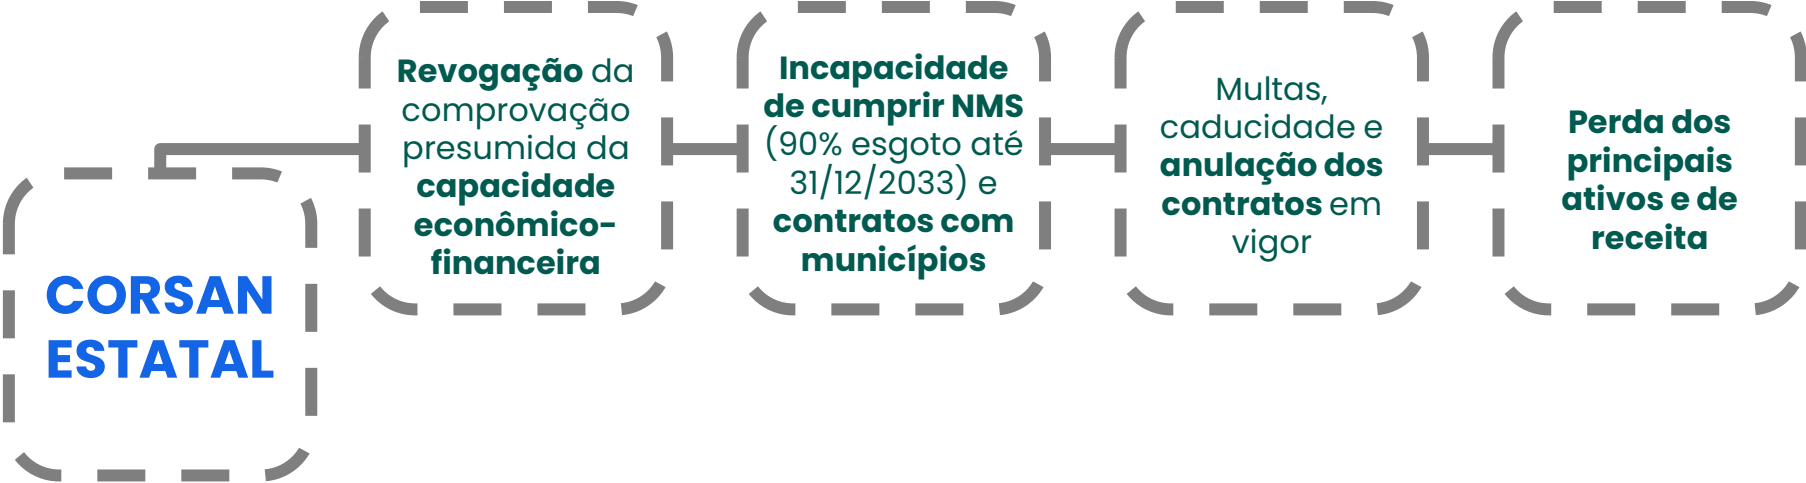 CORSAN
ESTATAL
Revogação da
comprovação
presumida da
capacidade
econômico-
financeira
Incapacidade
de cumprir NMS
(90% esgoto até
31/12/2033) e
contratos com
municípios
Multas,
caducidade e
anulação dos
contratos em
vigor
Perda dos
principais
ativos e de
receita